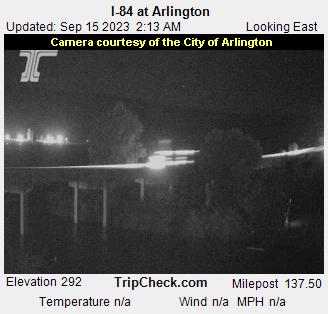 I-84 at Arlington
Updated: Sep 15 2023 2:13 AM Looking East
Camera courtesy of the City of Arlington
Elevation 292 TripCheck.com Milepost 137.50
Temperature n/a Wind n/a MPH n/a